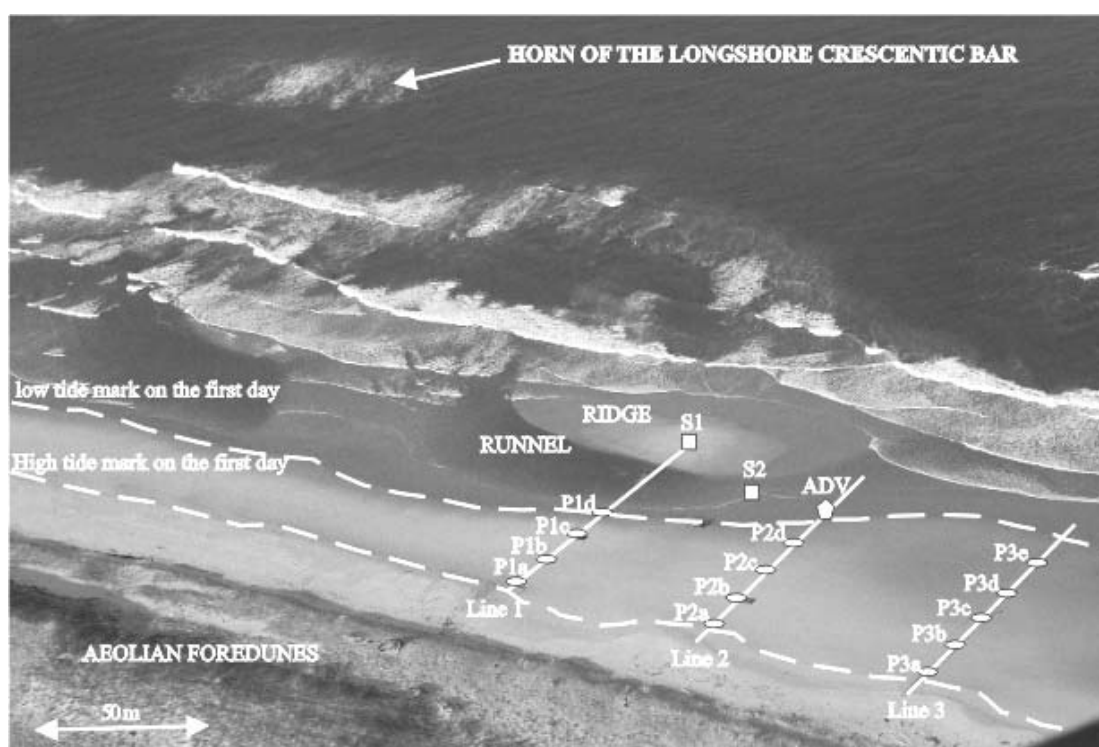 HORN OF THE LONGSHORE CRESCENTIC BAR
low tide mark on the first day
RIDGE
S1
RUNNEL
High tide mark on the first day
S2
ADV
P1d
P1c
P1b
P1a
Line 1
P2d
P2c
P2b
P2a
Line 2
P3e
P3d
P3c
P3b
P3a
Line 3
AEOLIAN FOREDUNES
50m